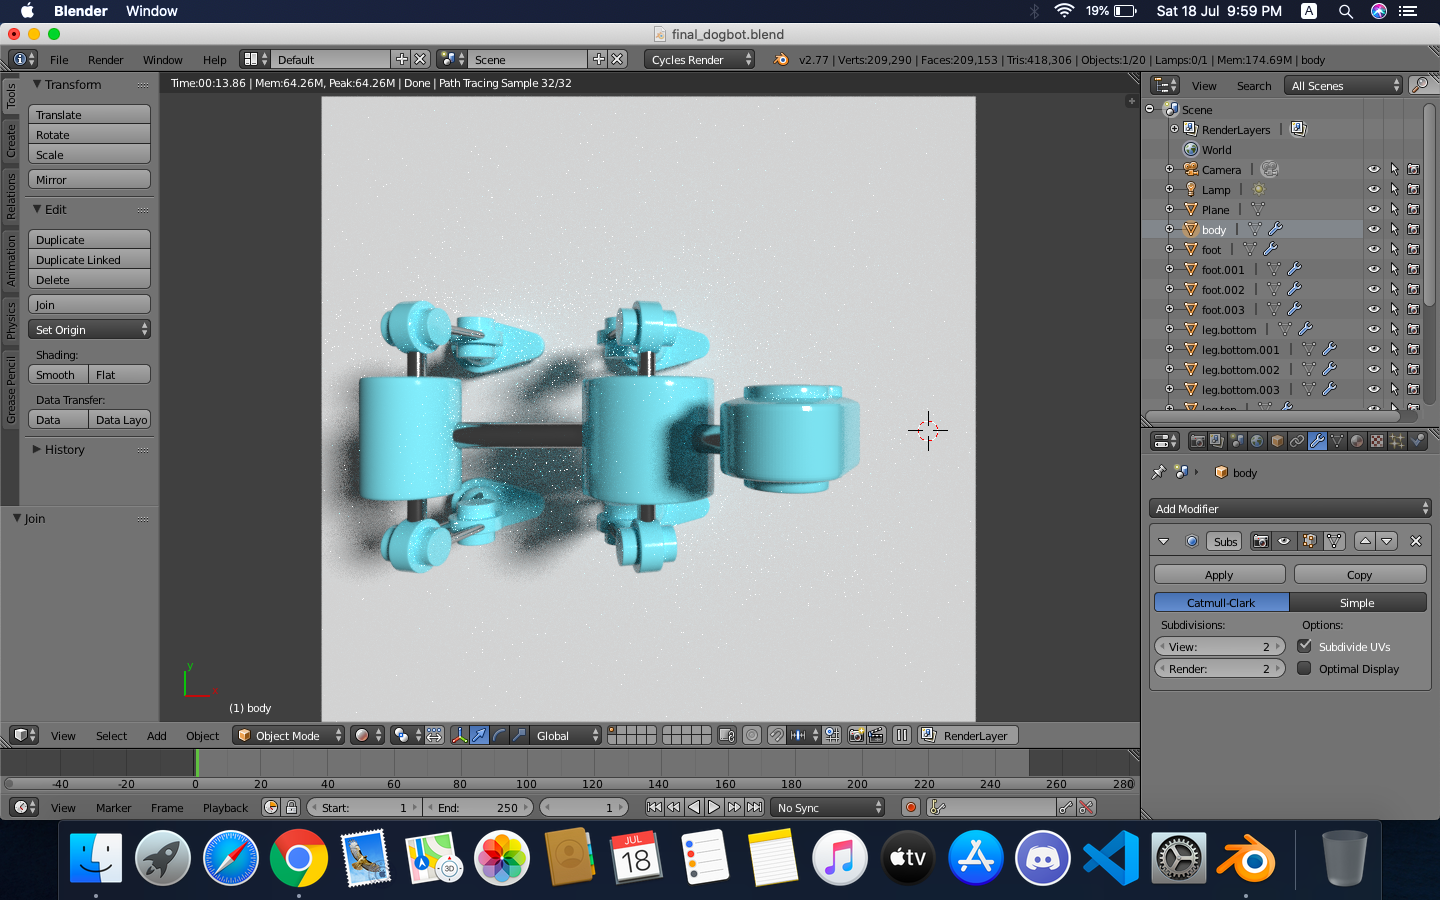 Blender Window 19% Sat 18 Jul 9:59 PM A
final_dogbot.blend
File Render Window Help Default Scene Cycles Render v2.77 | Verts:209,290 | Faces:209,153 | Tris:418,306 | Objects:1/20 | Lamps:0/1 | Mem:174.69M | body
Time:00:13.86 | Mem:64.26M, Peak:64.26M | Done | Path Tracing Sample 32/32
Tools
Create
Relations
Animation
Physics
Grease Pencil
Transform
Translate
Rotate
Scale
Mirror
Edit
Duplicate
Duplicate Linked
Delete
Join
Set Origin
Shading:
Smooth Flat
Data Transfer:
Data Data Layo
History
Join
y
x
(1) body
View Select Add Object Object Mode Global RenderLayer
-40 -20 0 20 40 60 80 100 120 140 160 180 200 220 240 260 280
View Marker Frame Playback Start: 1 End: 250 1 No Sync
View Search All Scenes
Scene
RenderLayers
World
Camera
Lamp
Plane
body
foot
foot.001
foot.002
foot.003
leg.bottom
leg.bottom.001
leg.bottom.002
leg.bottom.003
leg.top
body
Add Modifier
Subs
Apply Copy
Catmull-Clark Simple
Subdivisions: Options:
View: 2 Subdivide UVs
Render: 2 Optimal Display
JUL
18
3D
tv